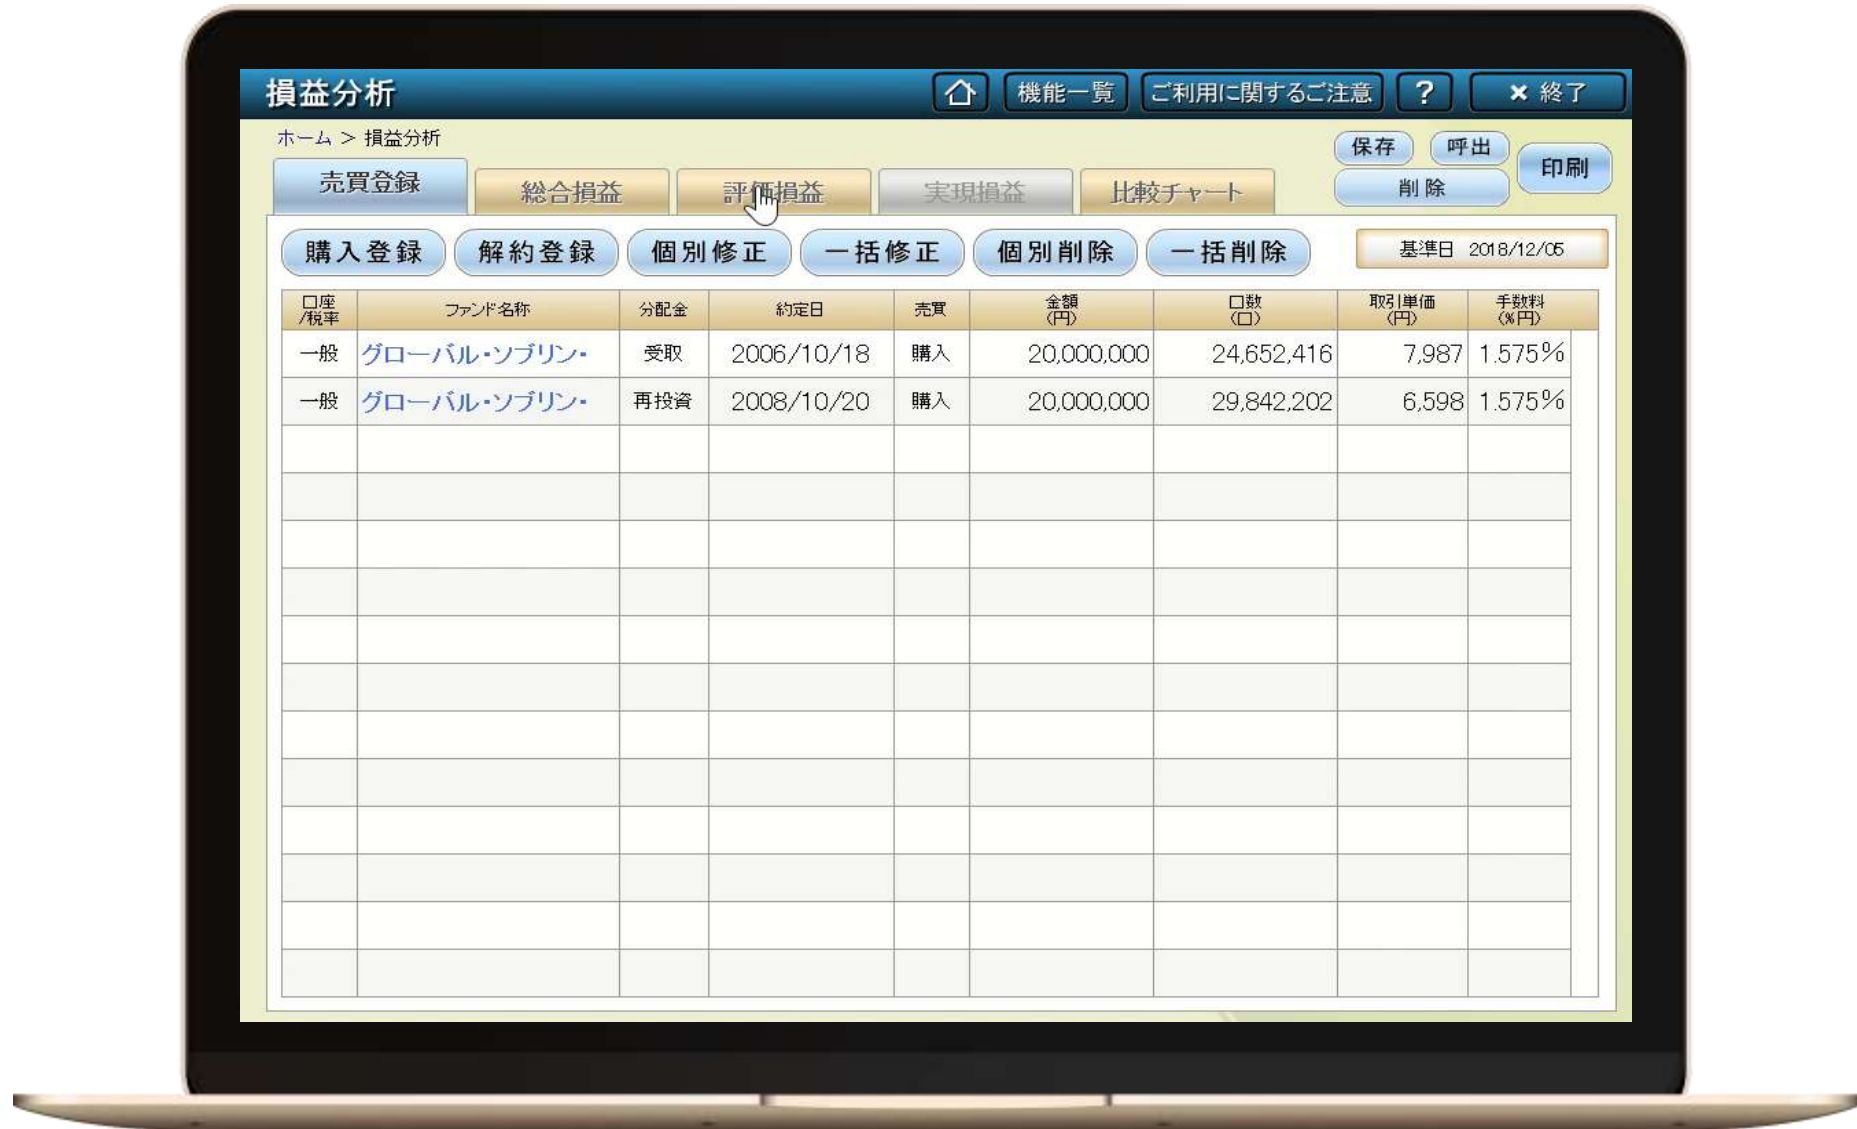 損益分析
機能一覧 ご利用に関するご注意 ? × 終了
ホーム > 損益分析
保存 呼出 印刷
削除
売買登録 総合損益 評価損益 実現損益 比較チャート
購入登録 解約登録 個別修正 一括修正 個別削除 一括削除 基準日 2018/12/05
口座/税率 ファンド名称 分配金 約定日 売買 金額(円) 口数(口) 取引単価(円) 手数料(%円)
一般 グローバル・ソブリン・ 受取 2006/10/18 購入 20,000,000 24,652,416 7,987 1.575%
一般 グローバル・ソブリン・ 再投資 2008/10/20 購入 20,000,000 29,842,202 6,598 1.575%